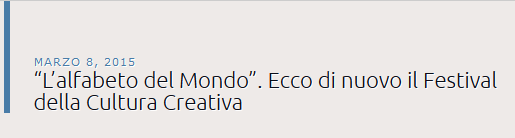 MARZO 8, 2015
“L’alfabeto del Mondo”. Ecco di nuovo il Festival
della Cultura Creativa